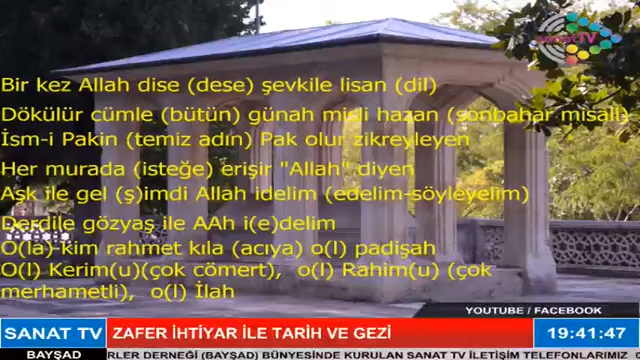 sanat TV
Bir kez Allah dise (dese) şevkile lisan (dil)
Dökülür cümle (bütün) günah misli hazan (sonbahar misali)
İsm-i Pakin (temiz adın) Pak olur zikreyleyen
Her murada (isteğe) erişir "Allah" diyen
Aşk ile gel (ş)imdi Allah idelim (edelim-söyleyelim)
Derdile gözyaş ile AAh i(e)delim
O(la) kim rahmet kıla (acıya) o(l) padişah
O(l) Kerim(u)(çok cömert), o(l) Rahim(u) (çok
merhametli), o(l) İlah
YOUTUBE / FACEBOOK
SANAT TV ZAFER İHTİYAR İLE TARİH VE GEZİ 19:41:47
BAYŞAD RLER DERNEĞİ (BAYŞAD) BÜNYESİNDE KURULAN SANAT TV İLETİŞİM TELEFONLARIMIZ